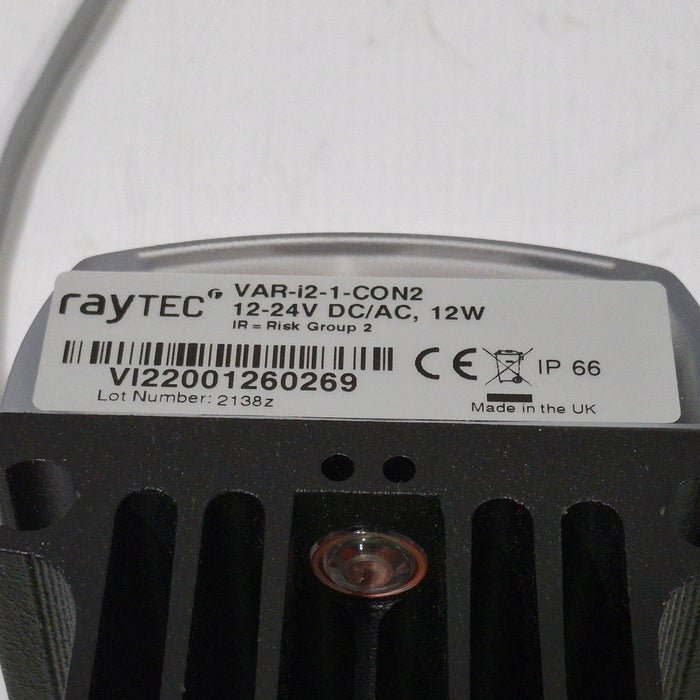 rayTEC VAR-i2-1-CON2
12-24V DC/AC, 12W
IR = Risk Group 2
VI22001260269
CE IP 66
Lot Number: 2138z
Made in the UK